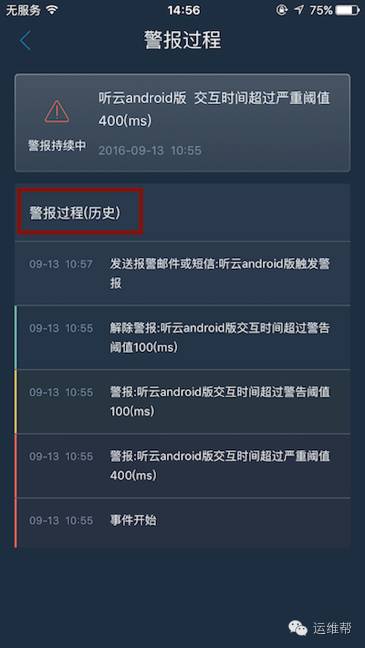 无服务 14:56 75%
警报过程
听云android版 交互时间超过严重阈值
400(ms)
警报持续中
2016-09-13 10:55
警报过程(历史)
09-13 10:57 发送报警邮件或短信:听云android版触发警
报
09-13 10:55 解除警报:听云android版交互时间超过警告
阈值100(ms)
09-13 10:55 警报:听云android版交互时间超过警告阈值
100(ms)
09-13 10:55 警报:听云android版交互时间超过严重阈值
400(ms)
09-13 10:55 事件开始
运维帮